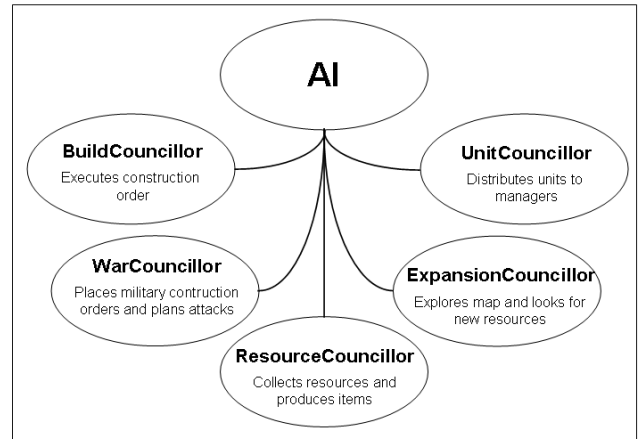 AI
BuildCouncillor
Executes construction
order
UnitCouncillor
Distributes units to
managers
WarCouncillor
Places military contruction
orders and plans attacks
ExpansionCouncillor
Explores map and looks for
new resources
ResourceCouncillor
Collects resources and
produces items